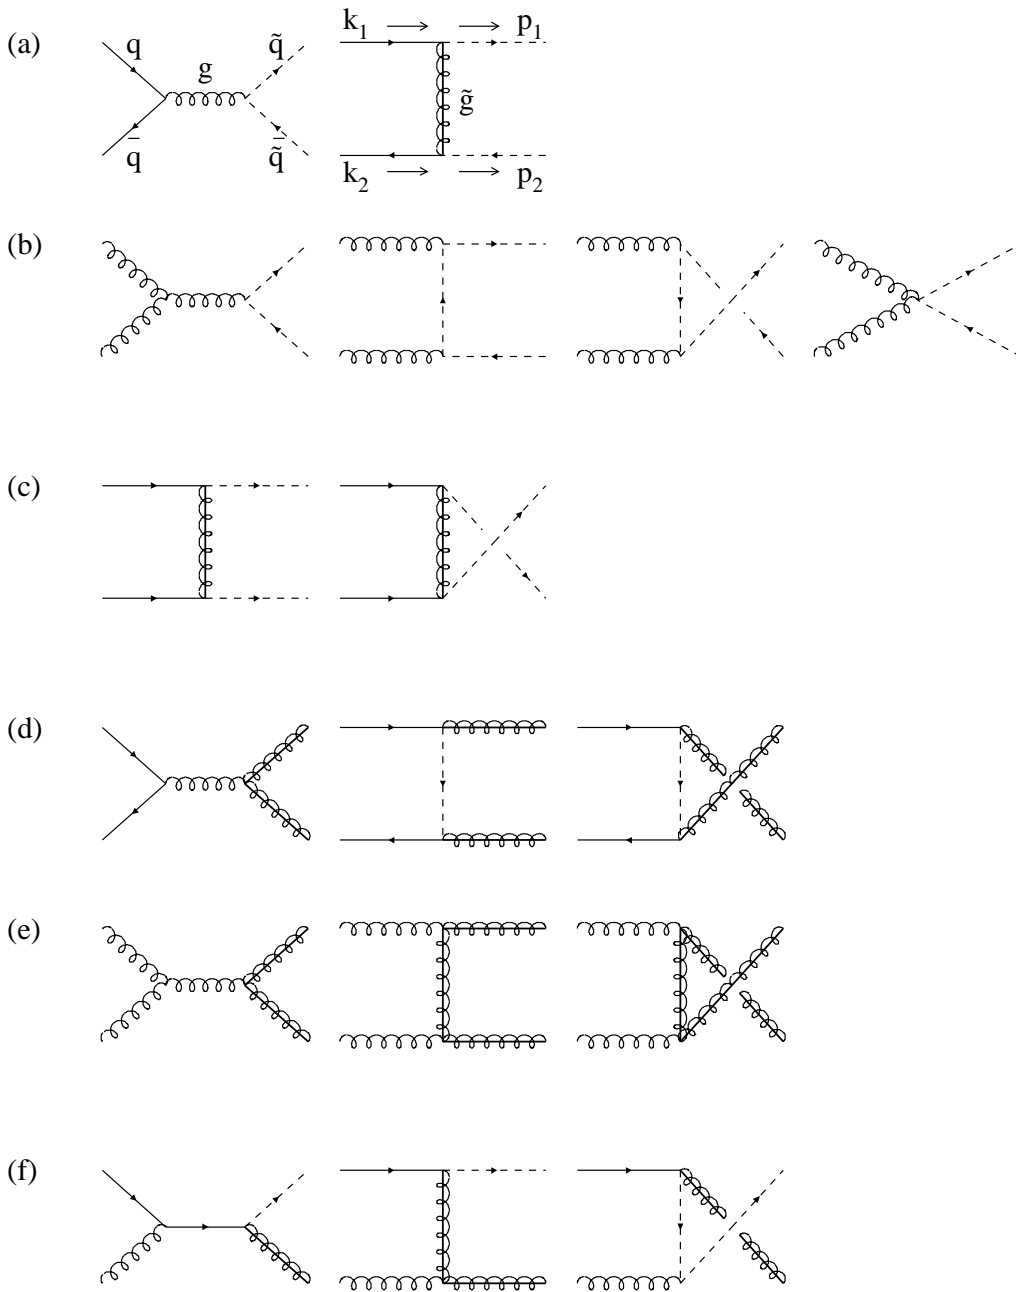 (a) q g q̃ k₁ p₁
g̃
q̄ q̃̄ k₂ p₂
(b)
(c)
(d)
(e)
(f)